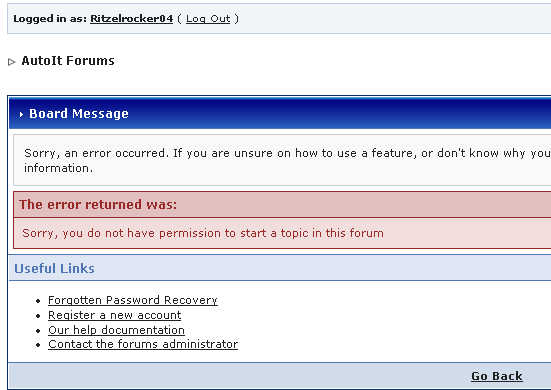 Logged in as: Ritzelrocker04 ( Log Out )
AutoIt Forums
Board Message
Sorry, an error occurred. If you are unsure on how to use a feature, or don't know why you
information.
The error returned was:
Sorry, you do not have permission to start a topic in this forum
Useful Links
Forgotten Password Recovery
Register a new account
Our help documentation
Contact the forums administrator
Go Back